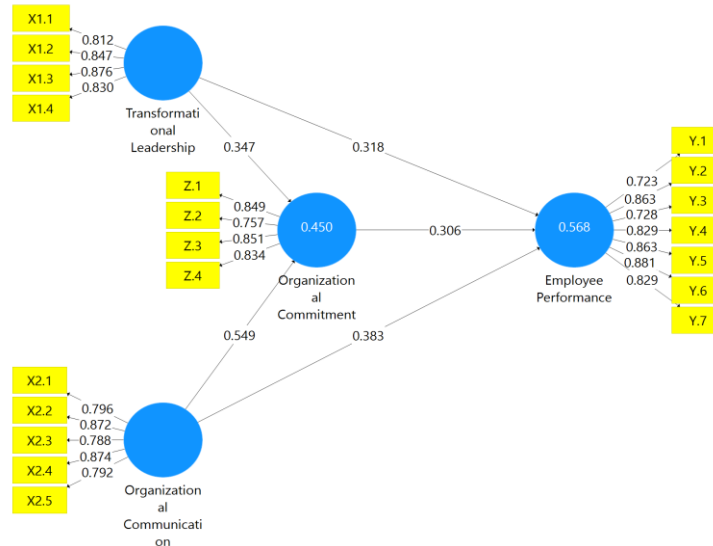 X1.1
0.812
X1.2
0.847
X1.3
0.876
X1.4
0.830
Transformati
onal
Leadership
0.347
0.318
Z.1
0.849
Z.2
0.757
Z.3
0.851
Z.4
0.834
0.450
Organization
al
Commitment
0.306
0.568
Employee
Performance
Y.1
0.723
Y.2
0.863
Y.3
0.728
Y.4
0.829
Y.5
0.863
Y.6
0.881
Y.7
0.829
0.549
0.383
X2.1
0.796
X2.2
0.872
X2.3
0.788
X2.4
0.874
X2.5
0.792
Organization
al
Communicati
on